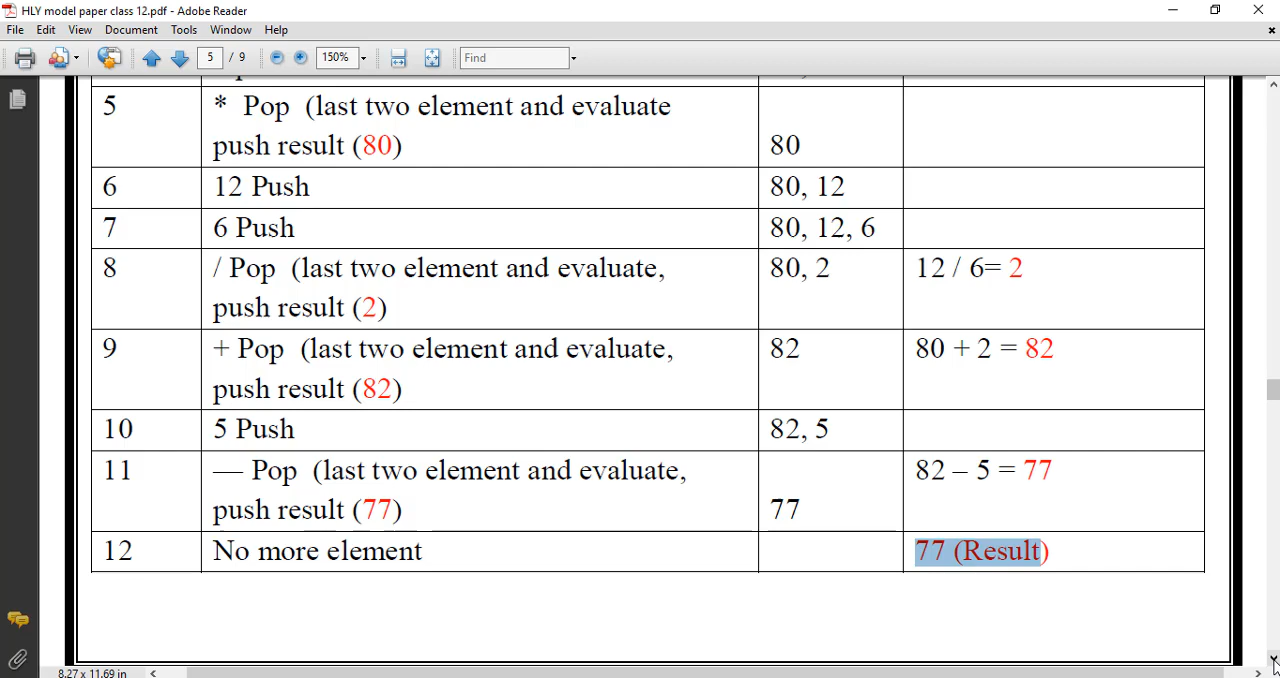 HLY model paper class 12.pdf - Adobe Reader
File Edit View Document Tools Window Help
5 / 9 150% Find
5 * Pop (last two element and evaluate
push result (80) 80
6 12 Push 80, 12
7 6 Push 80, 12, 6
8 / Pop (last two element and evaluate, 80, 2 12 / 6= 2
push result (2)
9 + Pop (last two element and evaluate, 82 80 + 2 = 82
push result (82)
10 5 Push 82, 5
11 — Pop (last two element and evaluate, 82 – 5 = 77
push result (77) 77
12 No more element 77 (Result)
8.27 x 11.69 in